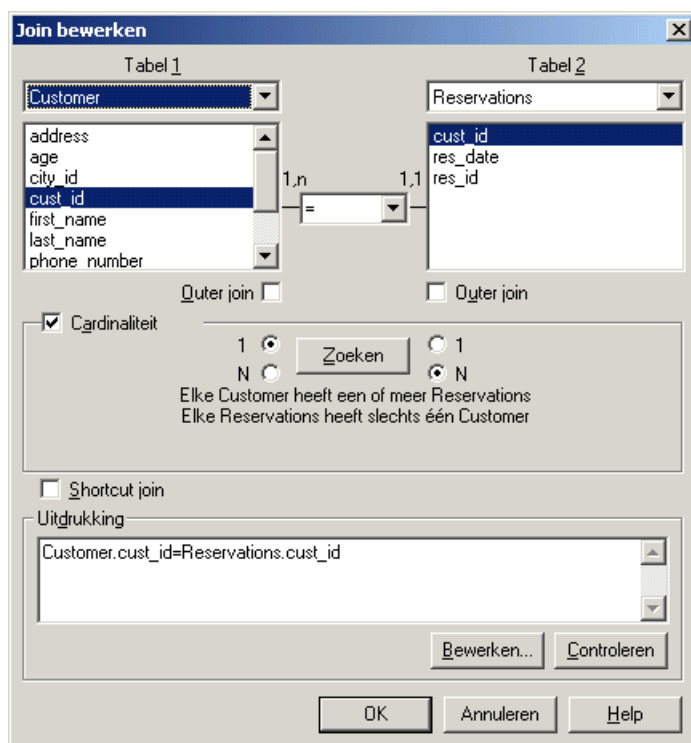 Join bewerken
Tabel 1
Tabel 2
Customer
Reservations
address
age
city_id
cust_id
first_name
last_name
phone_number
1,n
=
1,1
cust_id
res_date
res_id
Outer join
Outer join
Cardinaliteit
1
Zoeken
1
N
N
Elke Customer heeft een of meer Reservations
Elke Reservations heeft slechts één Customer
Shortcut join
Uitdrukking
Customer.cust_id=Reservations.cust_id
Bewerken...
Controleren
OK
Annuleren
Help